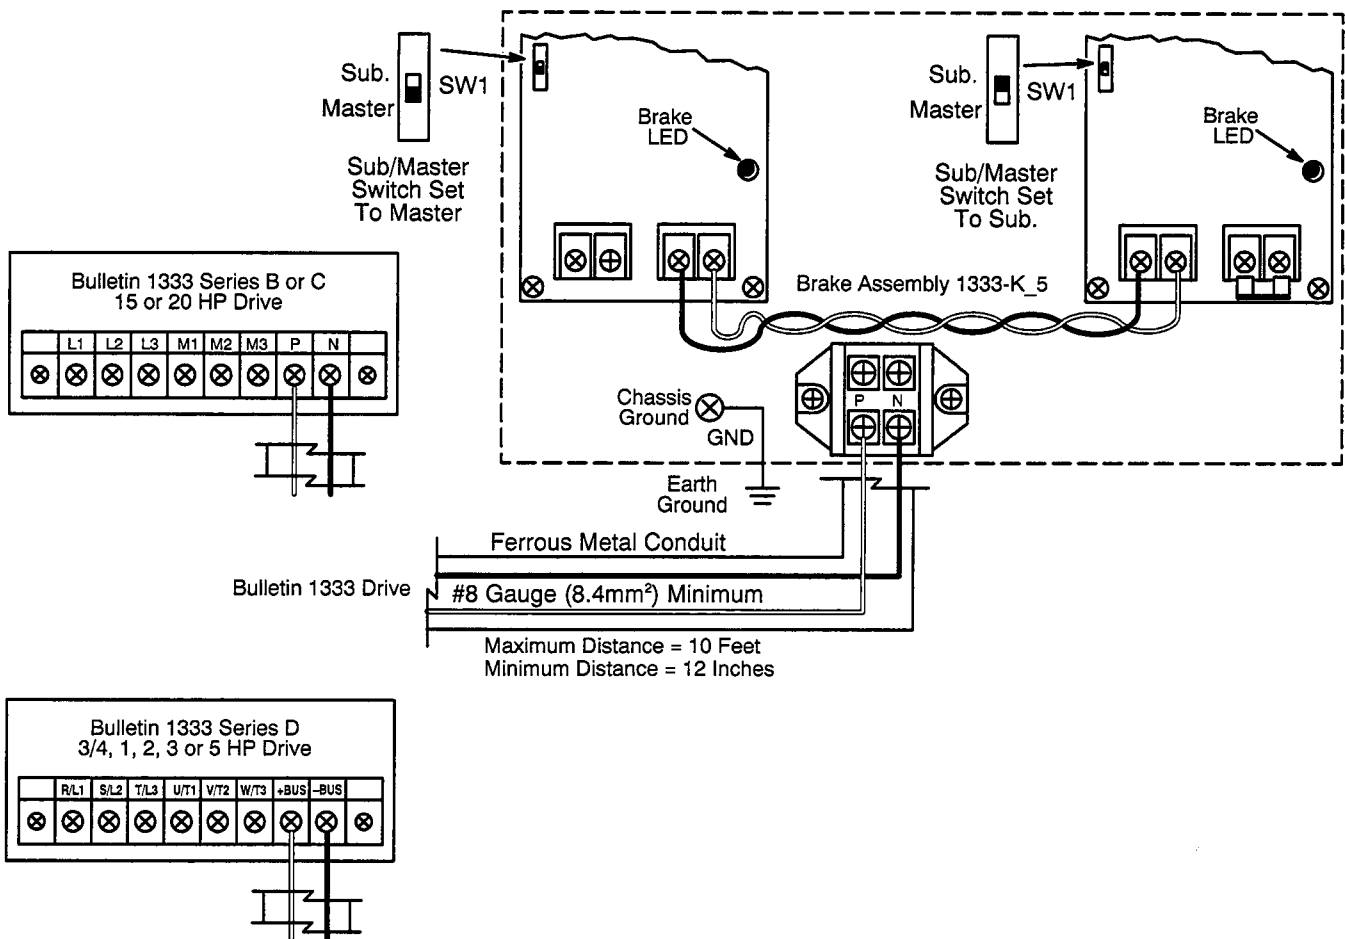 Sub.
Master
SW1
Sub/Master
Switch Set
To Master
Brake
LED
Sub.
Master
SW1
Sub/Master
Switch Set
To Sub.
Brake
LED
Brake Assembly 1333-K_5
Bulletin 1333 Series B or C
15 or 20 HP Drive
L1 L2 L3 M1 M2 M3 P N
Chassis
Ground
GND
P N
Earth
Ground
Ferrous Metal Conduit
Bulletin 1333 Drive
#8 Gauge (8.4mm²) Minimum
Maximum Distance = 10 Feet
Minimum Distance = 12 Inches
Bulletin 1333 Series D
3/4, 1, 2, 3 or 5 HP Drive
R/L1 S/L2 T/L3 U/T1 V/T2 W/T3 +BUS –BUS